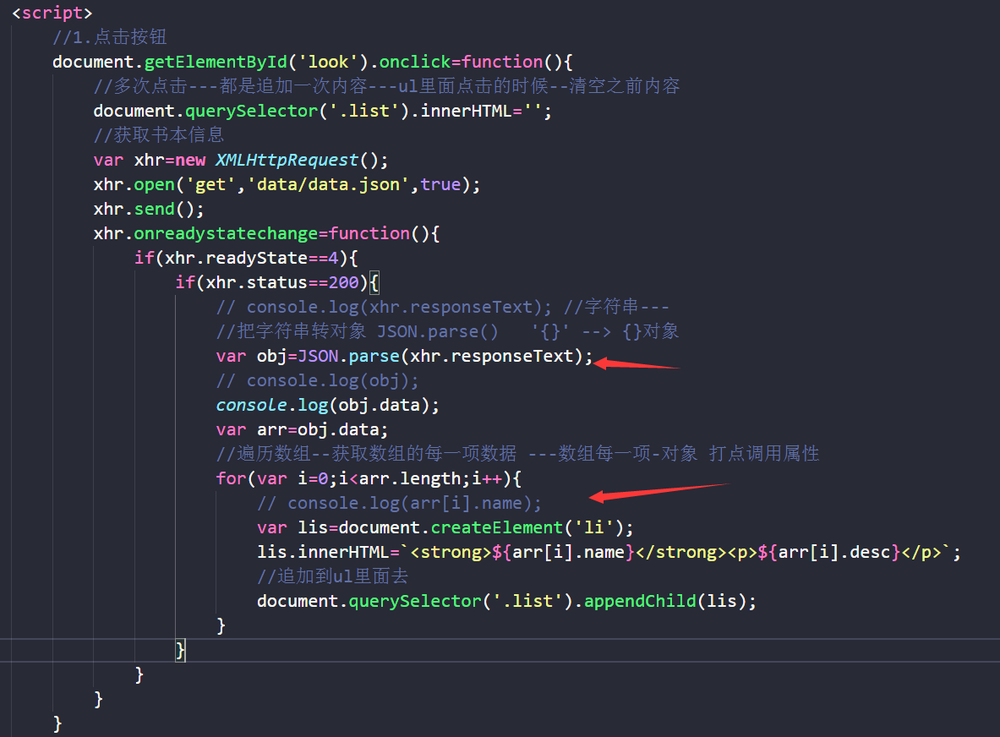 <script>
//1.点击按钮
document.getElementById('look').onclick=function(){
//多次点击---都是追加一次内容---ul里面点击的时候--清空之前内容
document.querySelector('.list').innerHTML='';
//获取书本信息
var xhr=new XMLHttpRequest();
xhr.open('get','data/data.json',true);
xhr.send();
xhr.onreadystatechange=function(){
if(xhr.readyState==4){
if(xhr.status==200){
// console.log(xhr.responseText); //字符串---
//把字符串转对象 JSON.parse()   '{}' --> {}对象
var obj=JSON.parse(xhr.responseText);
// console.log(obj);
console.log(obj.data);
var arr=obj.data;
//遍历数组--获取数组的每一项数据 ---数组每一项-对象 打点调用属性
for(var i=0;i<arr.length;i++){
// console.log(arr[i].name);
var lis=document.createElement('li');
lis.innerHTML=`<strong>${arr[i].name}</strong><p>${arr[i].desc}</p>`;
//追加到ul里面去
document.querySelector('.list').appendChild(lis);
}
}
}
}
}